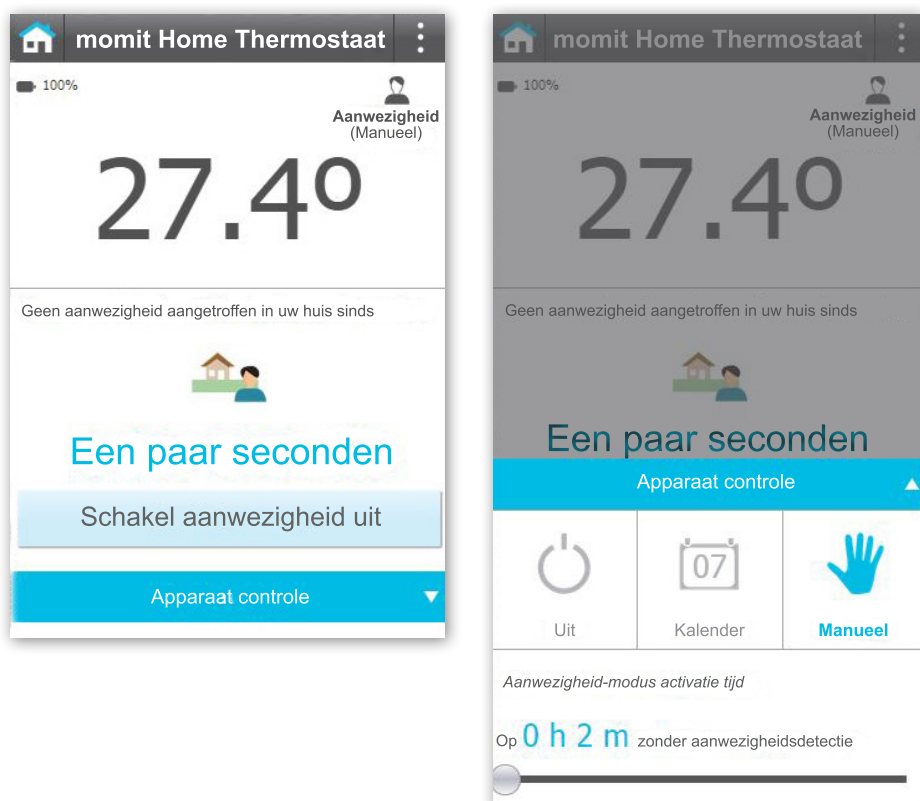 momit Home Thermostaat
100%
Aanwezigheid
(Manueel)
27.4º
Geen aanwezigheid aangetroffen in uw huis sinds
Een paar seconden
Schakel aanwezigheid uit
Apparaat controle
momit Home Thermostaat
100%
Aanwezigheid
(Manueel)
27.4º
Geen aanwezigheid aangetroffen in uw huis sinds
Een paar seconden
Apparaat controle
07
Uit Kalender Manueel
Aanwezigheid-modus activatie tijd
Op 0 h 2 m zonder aanwezigheidsdetectie